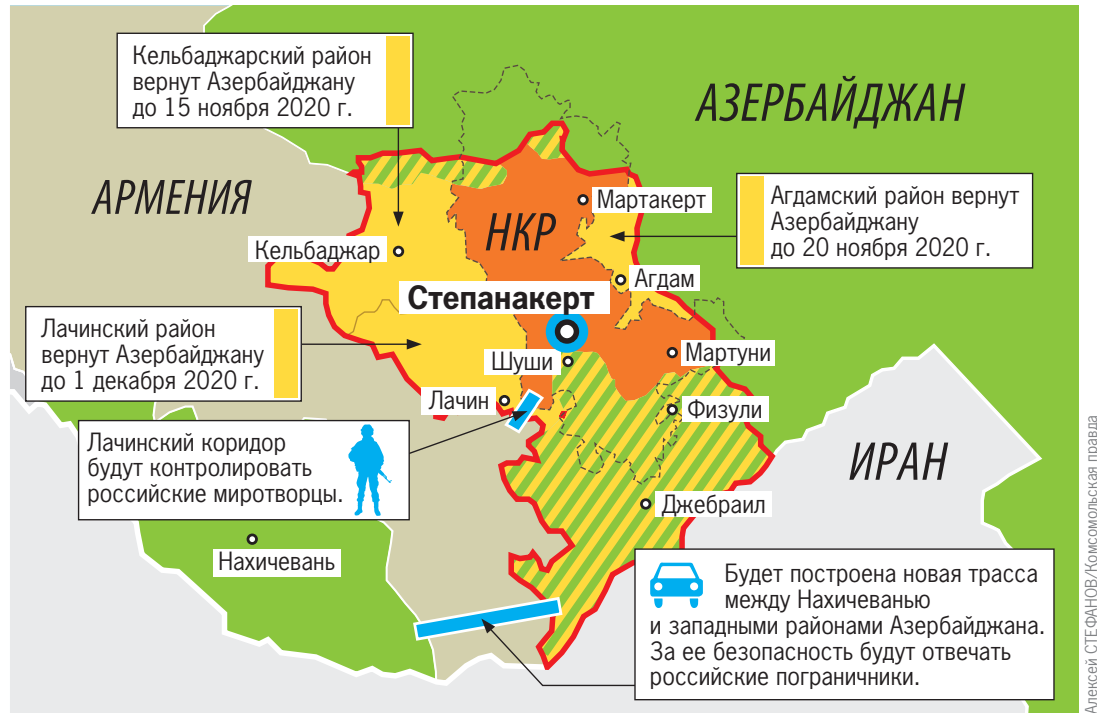 Кельбаджарский район
вернут Азербайджану
до 15 ноября 2020 г.
АЗЕРБАЙДЖАН
АРМЕНИЯ
Мартакерт
Агдамский район вернут
Азербайджану
до 20 ноября 2020 г.
НКР
Кельбаджар
Агдам
Степанакерт
Лачинский район
вернут Азербайджану
до 1 декабря 2020 г.
Шуши
Мартуни
Лачин
Физули
Лачинский коридор
будут контролировать
российские миротворцы.
ИРАН
Джебраил
Нахичевань
Будет построена новая трасса
между Нахичеванью
и западными районами Азербайджана.
За ее безопасность будут отвечать
российские пограничники.
Алексей СТЕФАНОВ/Комсомольская правда